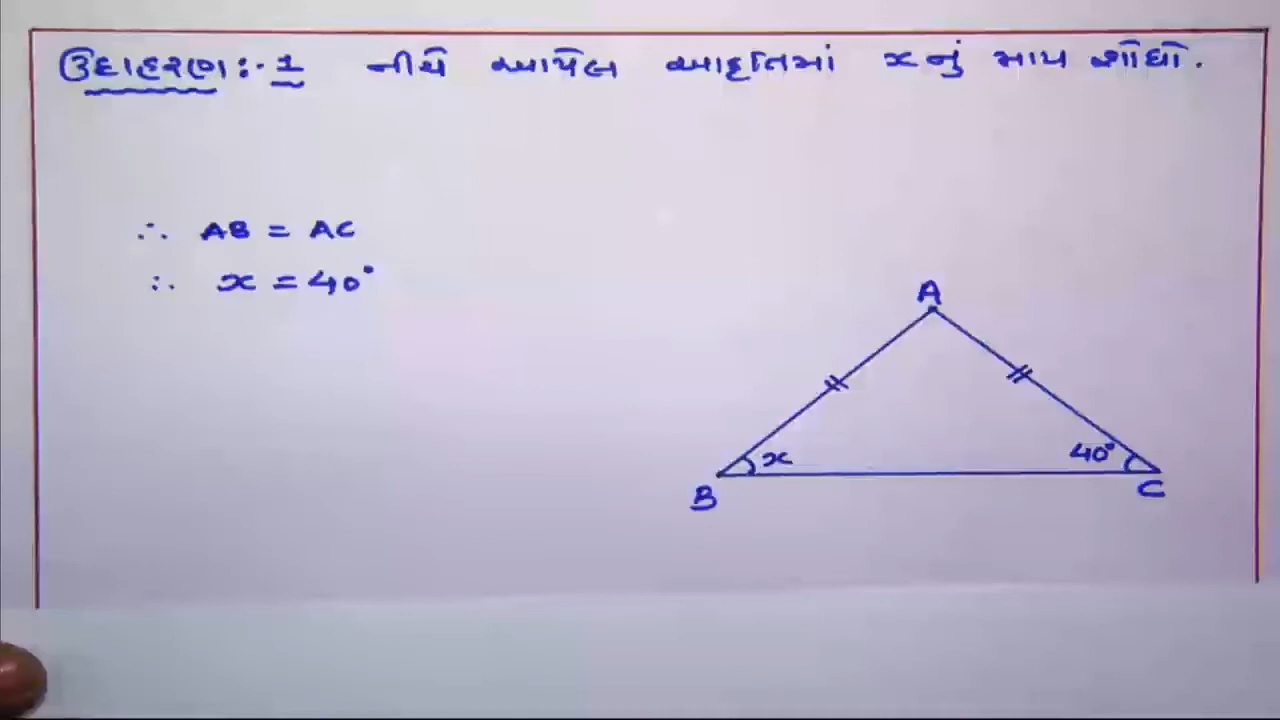 ઉદાહરણ:- 1 નીચે આપેલ આકૃતિમાં x નું માપ શોધો.
∴ AB = AC
∴ x = 40°
A
x
40°
B
C